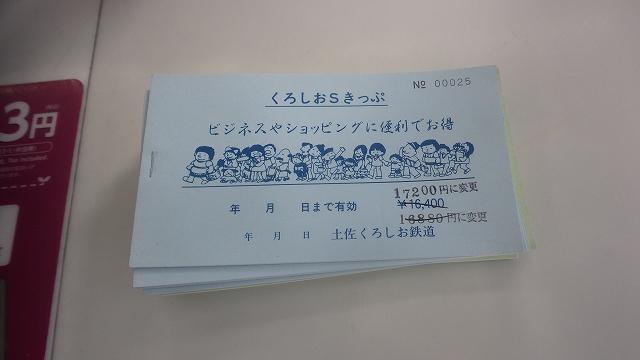 3円
№ 00025
くろしおSきっぷ
ビジネスやショッピングに便利でお得
17200円に変更
年 月 日まで有効
¥16,400
16880円に変更
年 月 日 土佐くろしお鉄道